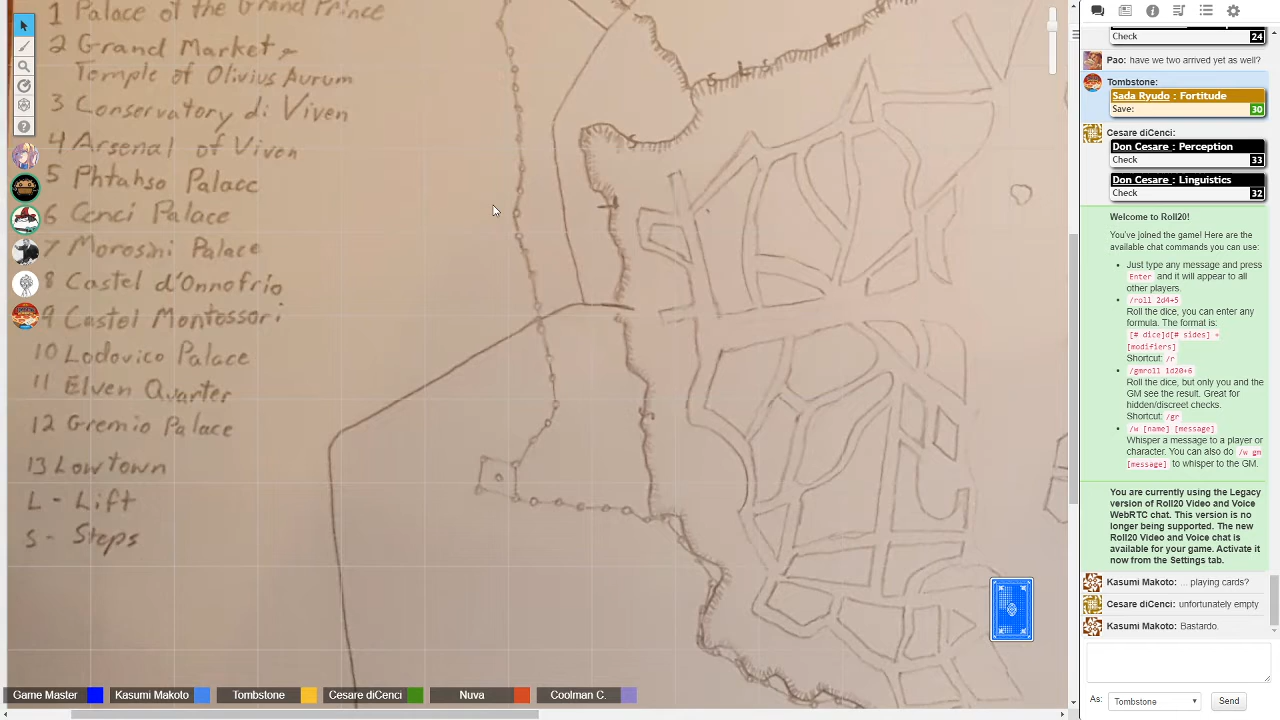 1 Palace of the Grand Prince
2 Grand Market &
Temple of Olivius Aurum
3 Conservatory di Viven
4 Arsenal of Viven
5 Phtahso Palace
6 Cenci Palace
7 Morosini Palace
8 Castel d'Onnofrio
9 Castel Montossori
10 Lodovico Palace
11 Elven Quarter
12 Gremio Palace
13 Lowtown
L - Lift
S - Steps
Game Master
Kasumi Makoto
Tombstone
Cesare diCenci
Nuva
Coolman C.
Check 24
Pao: have we two arrived yet as well?
Tombstone:
Sada Ryudo : Fortitude
Save: 30
Cesare diCenci:
Don Cesare : Perception
Check 33
Don Cesare : Linguistics
Check 32
Welcome to Roll20!
You've joined the game! Here are the
available chat commands you can use:
Just type any message and press
Enter and it will appear to all
other players.
/roll 2d4+5
Roll the dice, you can enter any
formula. The format is:
[# dice]d[# sides] +
[modifiers]
Shortcut: /r
/gmroll 1d20+6
Roll the dice, but only you and the
GM see the result. Great for
hidden/discreet checks.
Shortcut: /gr
/w [name] [message]
Whisper a message to a player or
character. You can also do /w gm
[message] to whisper to the GM.
You are currently using the Legacy
version of Roll20 Video and Voice
WebRTC chat. This version is no
longer being supported. The new
Roll20 Video and Voice chat is
available for your game. Activate it
now from the Settings tab.
Kasumi Makoto: ... playing cards?
Cesare diCenci: unfortunately empty
Kasumi Makoto: Bastardo.
As: Tombstone
Send